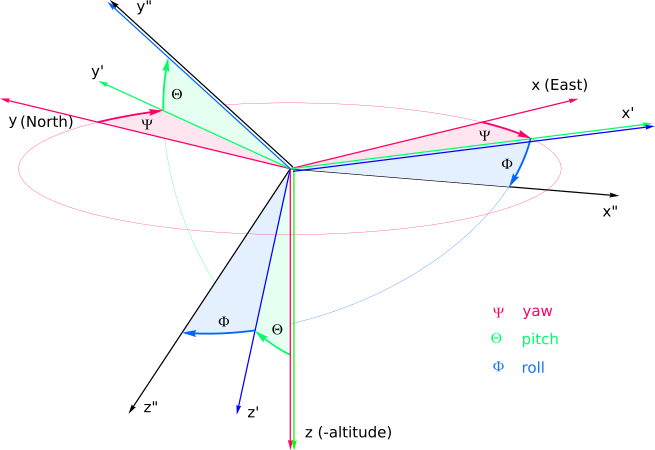 y"
y'
Θ
x (East)
x'
y (North)
Ψ
Ψ
Φ
x"
Ψ yaw
Θ pitch
Φ roll
Φ
Θ
z"
z'
z (-altitude)